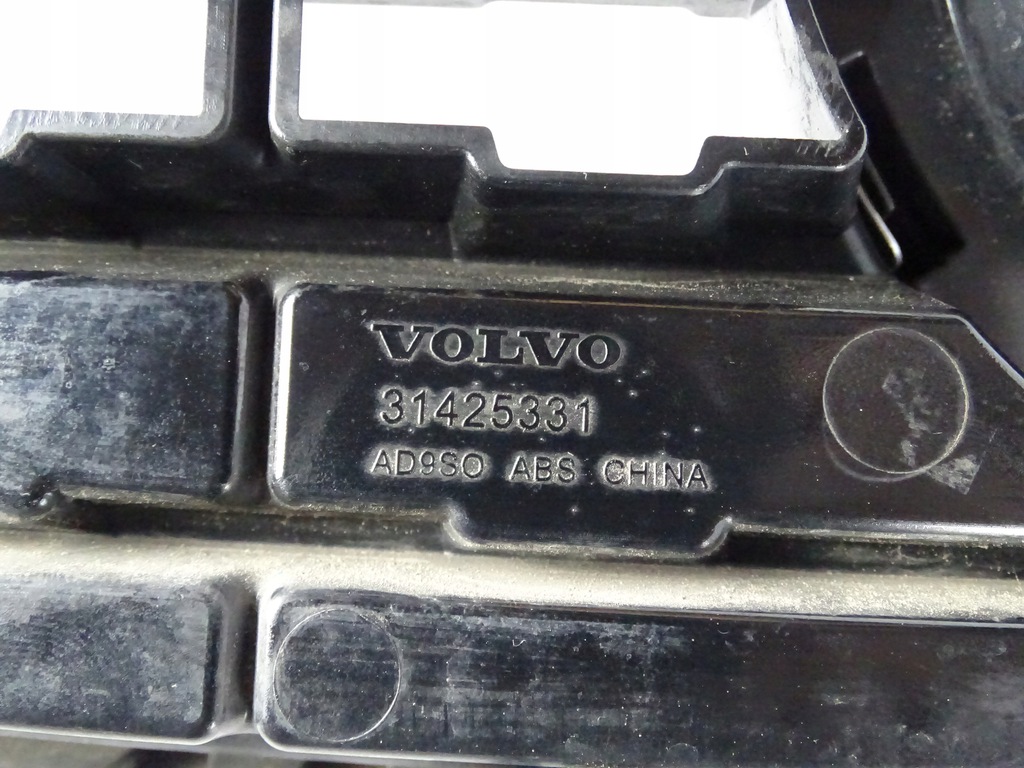 VOLVO
31425331
AD9SO ABS CHINA